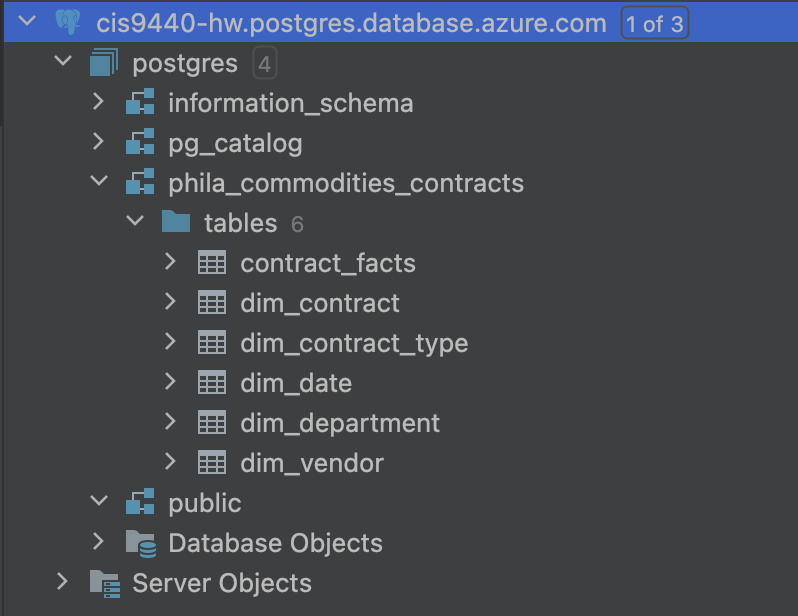 cis9440-hw.postgres.database.azure.com 1 of 3
postgres 4
information_schema
pg_catalog
phila_commodities_contracts
tables 6
contract_facts
dim_contract
dim_contract_type
dim_date
dim_department
dim_vendor
public
Database Objects
Server Objects